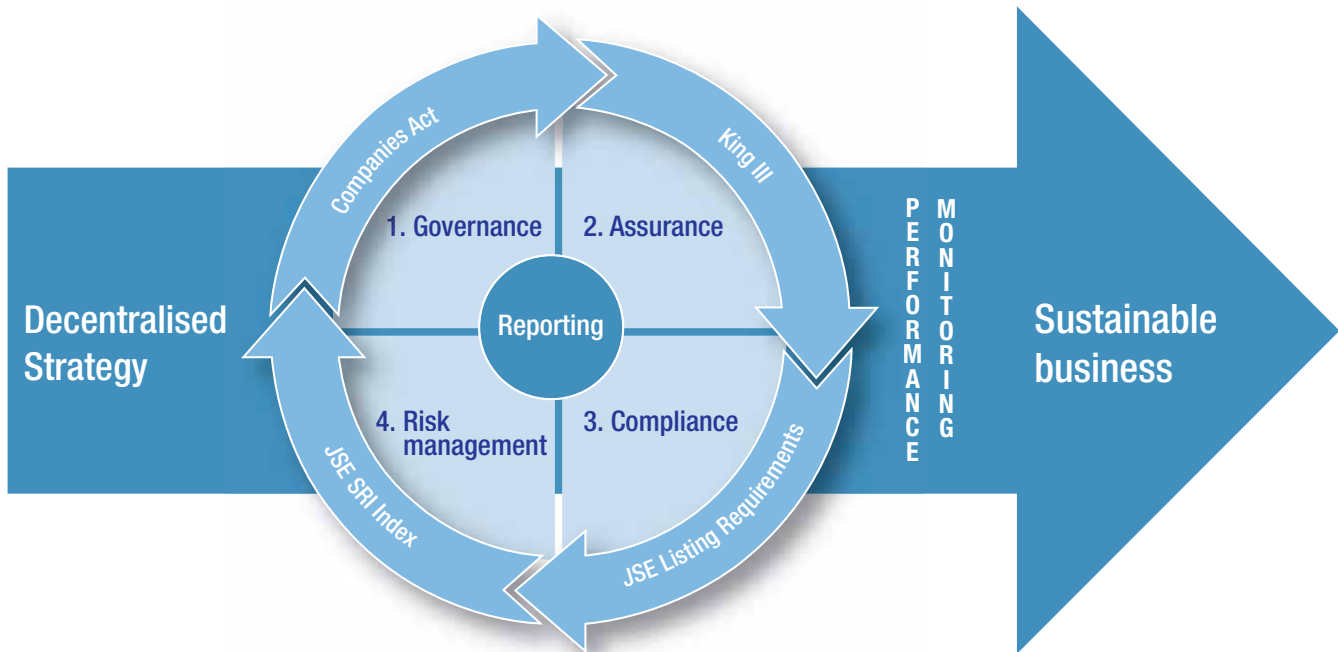 Companies Act
King III
1. Governance
2. Assurance
Decentralised
Strategy
Reporting
PERFORMANCE
MONITORING
Sustainable
business
4. Risk
management
3. Compliance
JSE SRI Index
JSE Listing Requirements